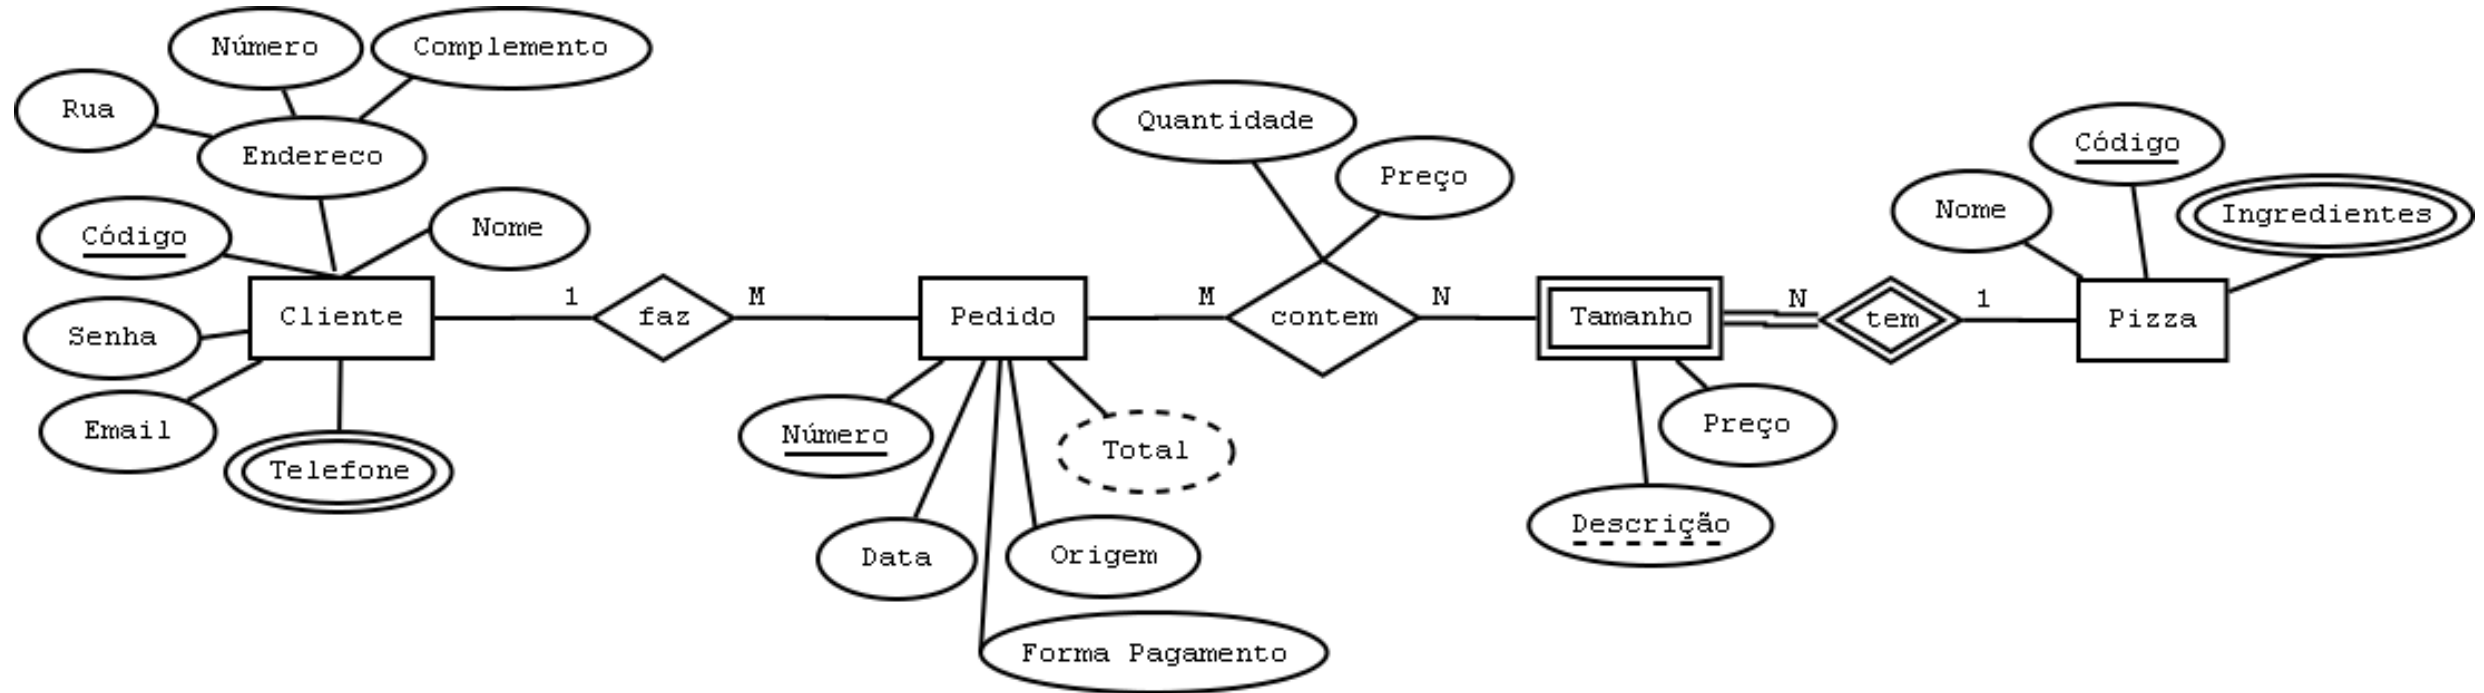 Número
Complemento
Rua
Endereco
Código
Nome
Senha
Email
Telefone
Cliente
1
faz
M
Pedido
Número
Data
Forma Pagamento
Origem
Total
M
contem
N
Quantidade
Preço
Tamanho
Preço
Descrição
N
tem
1
Pizza
Nome
Código
Ingredientes